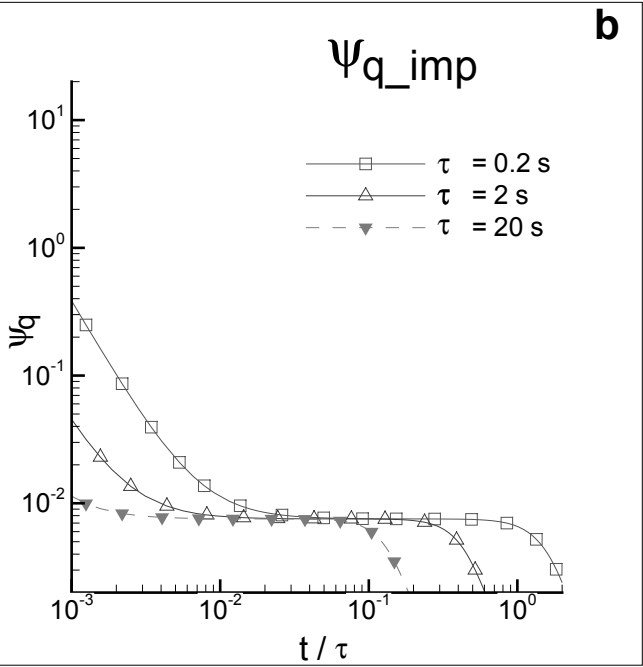 b
ψq_imp
τ = 0.2 s
τ = 2 s
τ = 20 s
10¹
10⁰
10⁻¹
10⁻²
ψq
10⁻³ 10⁻² 10⁻¹ 10⁰
t / τ